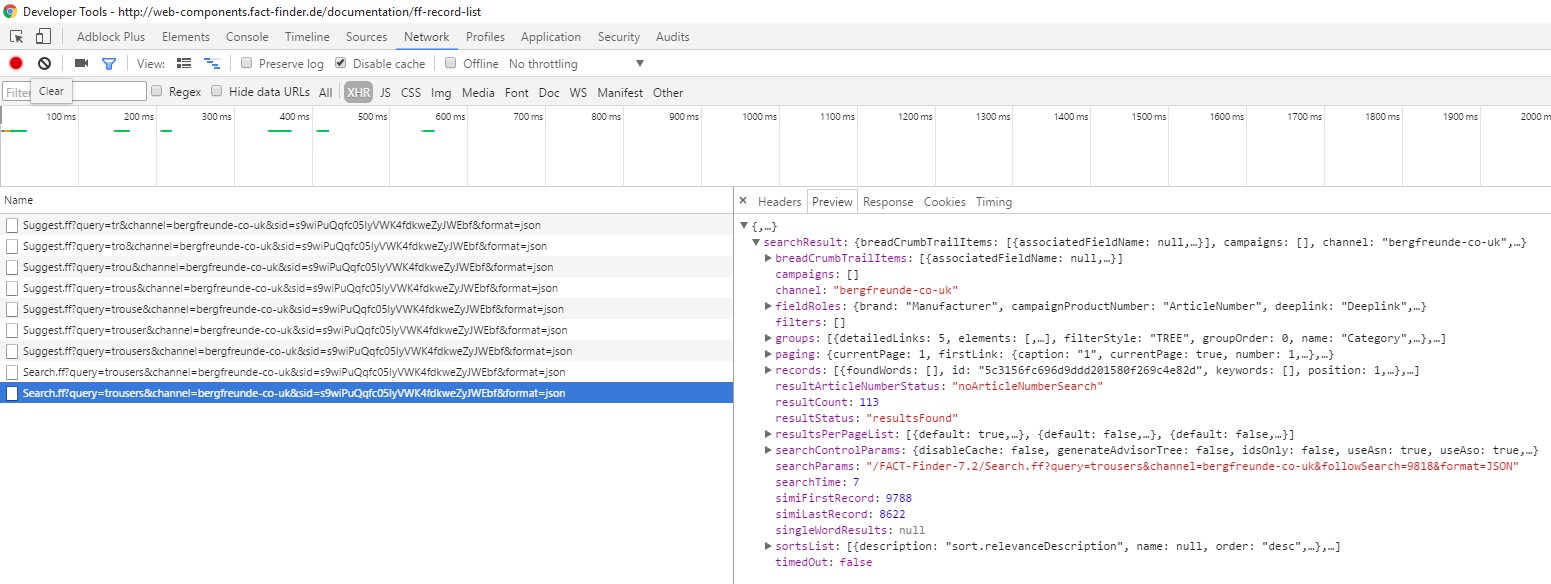 Developer Tools - http://web-components.fact-finder.de/documentation/ff-record-list
Adblock Plus Elements Console Timeline Sources Network Profiles Application Security Audits
View: Preserve log Disable cache Offline No throttling
Filter Clear Regex Hide data URLs All XHR JS CSS Img Media Font Doc WS Manifest Other
100 ms 200 ms 300 ms 400 ms 500 ms 600 ms 700 ms 800 ms 900 ms 1000 ms 1100 ms 1200 ms 1300 ms 1400 ms 1500 ms 1600 ms 1700 ms 1800 ms 1900 ms 2000 m
Name
Suggest.ff?query=tr&channel=bergfreunde-co-uk&sid=s9wiPuQqfc05lyVWK4fdkweZyJWEbf&format=json
Suggest.ff?query=tro&channel=bergfreunde-co-uk&sid=s9wiPuQqfc05lyVWK4fdkweZyJWEbf&format=json
Suggest.ff?query=trou&channel=bergfreunde-co-uk&sid=s9wiPuQqfc05lyVWK4fdkweZyJWEbf&format=json
Suggest.ff?query=trous&channel=bergfreunde-co-uk&sid=s9wiPuQqfc05lyVWK4fdkweZyJWEbf&format=json
Suggest.ff?query=trouse&channel=bergfreunde-co-uk&sid=s9wiPuQqfc05lyVWK4fdkweZyJWEbf&format=json
Suggest.ff?query=trouser&channel=bergfreunde-co-uk&sid=s9wiPuQqfc05lyVWK4fdkweZyJWEbf&format=json
Suggest.ff?query=trousers&channel=bergfreunde-co-uk&sid=s9wiPuQqfc05lyVWK4fdkweZyJWEbf&format=json
Search.ff?query=trousers&channel=bergfreunde-co-uk&sid=s9wiPuQqfc05lyVWK4fdkweZyJWEbf&format=json
Search.ff?query=trousers&channel=bergfreunde-co-uk&sid=s9wiPuQqfc05lyVWK4fdkweZyJWEbf&format=json
× Headers Preview Response Cookies Timing
{,…}
searchResult: {breadCrumbTrailItems: [{associatedFieldName: null,…}], campaigns: [], channel: "bergfreunde-co-uk",…}
breadCrumbTrailItems: [{associatedFieldName: null,…}]
campaigns: []
channel: "bergfreunde-co-uk"
fieldRoles: {brand: "Manufacturer", campaignProductNumber: "ArticleNumber", deeplink: "Deeplink",…}
filters: []
groups: [{detailedLinks: 5, elements: [,…], filterStyle: "TREE", groupOrder: 0, name: "Category",…},…]
paging: {currentPage: 1, firstLink: {caption: "1", currentPage: true, number: 1,…},…}
records: [{foundWords: [], id: "5c3156fc696d9ddd201580f269c4e82d", keywords: [], position: 1,…},…]
resultArticleNumberStatus: "noArticleNumberSearch"
resultCount: 113
resultStatus: "resultsFound"
resultsPerPageList: [{default: true,…}, {default: false,…}, {default: false,…}]
searchControlParams: {disableCache: false, generateAdvisorTree: false, idsOnly: false, useAsn: true, useAso: true,…}
searchParams: "/FACT-Finder-7.2/Search.ff?query=trousers&channel=bergfreunde-co-uk&followSearch=9818&format=JSON"
searchTime: 7
simiFirstRecord: 9788
simiLastRecord: 8622
singleWordResults: null
sortsList: [{description: "sort.relevanceDescription", name: null, order: "desc",…},…]
timedOut: false